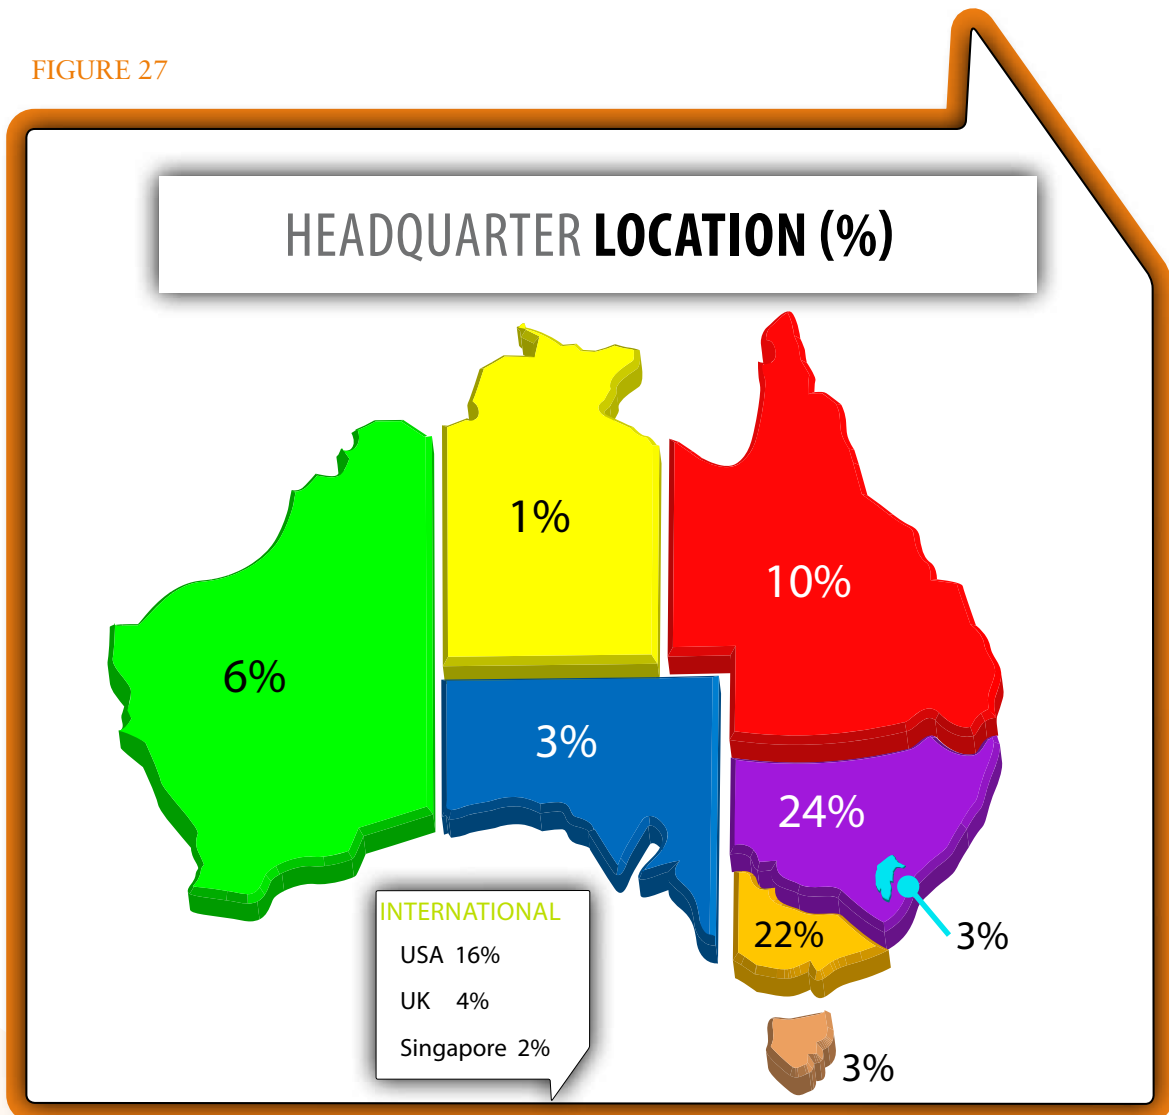 FIGURE 27
HEADQUARTER LOCATION (%)
1%
10%
6%
3%
24%
22%
3%
INTERNATIONAL
USA 16%
UK 4%
Singapore 2%
3%